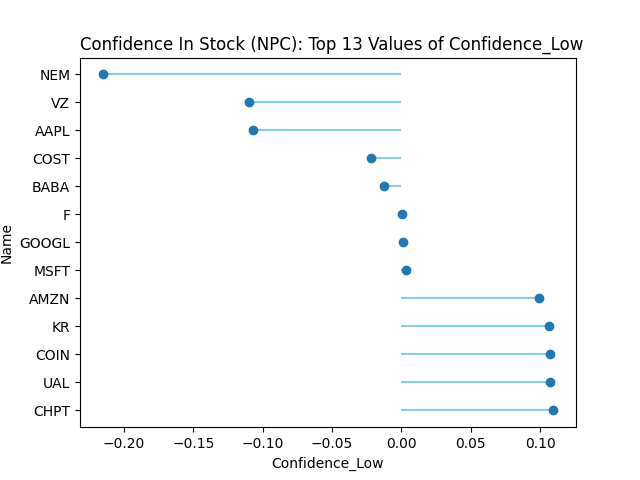 Confidence In Stock (NPC): Top 13 Values of Confidence_Low
NEM
VZ
AAPL
COST
BABA
F
GOOGL
MSFT
AMZN
KR
COIN
UAL
CHPT
Name
−0.20 −0.15 −0.10 −0.05 0.00 0.05 0.10
Confidence_Low